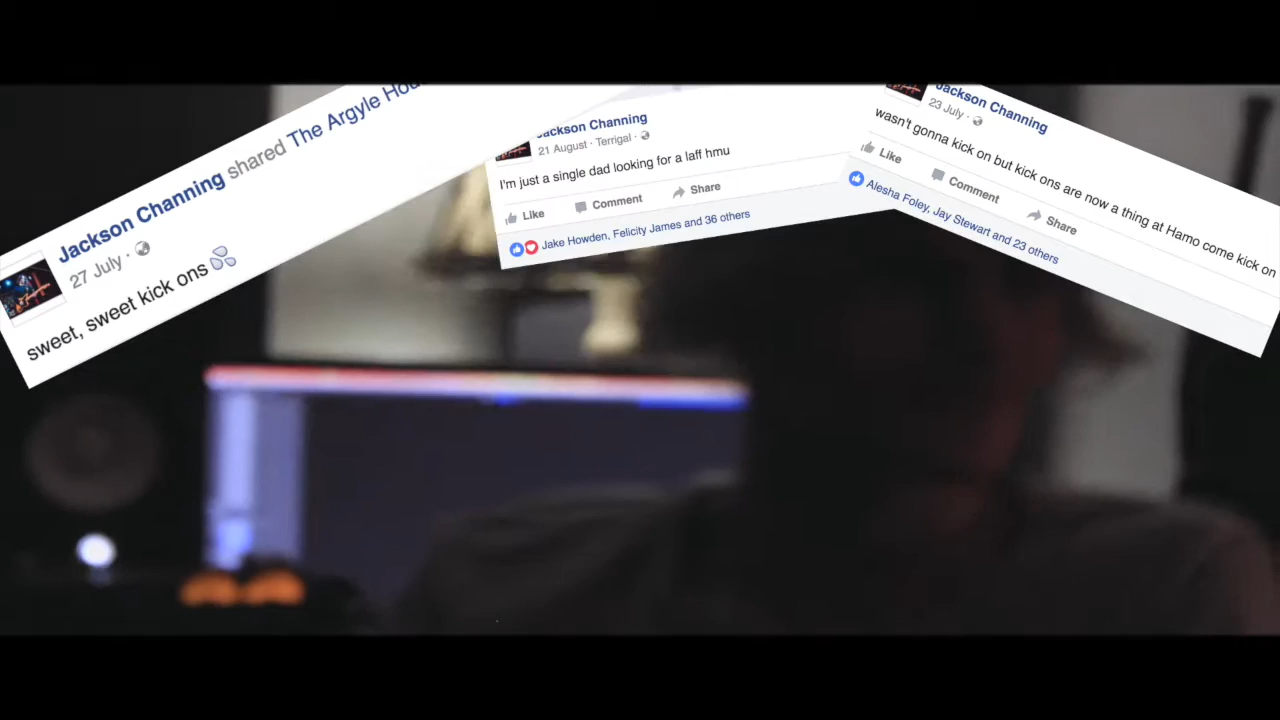 Jackson Channing shared The Argyle
27 July ·
sweet, sweet kick ons
Jackson Channing
21 August · Terrigal ·
I'm just a single dad looking for a laff hmu
Like Comment Share
Jake Howden, Felicity James and 36 others
Jackson Channing
23 July ·
wasn't gonna kick on but kick ons are now a thing at Hamo come kick on
Like Comment Share
Alesha Foley, Jay Stewart and 23 others